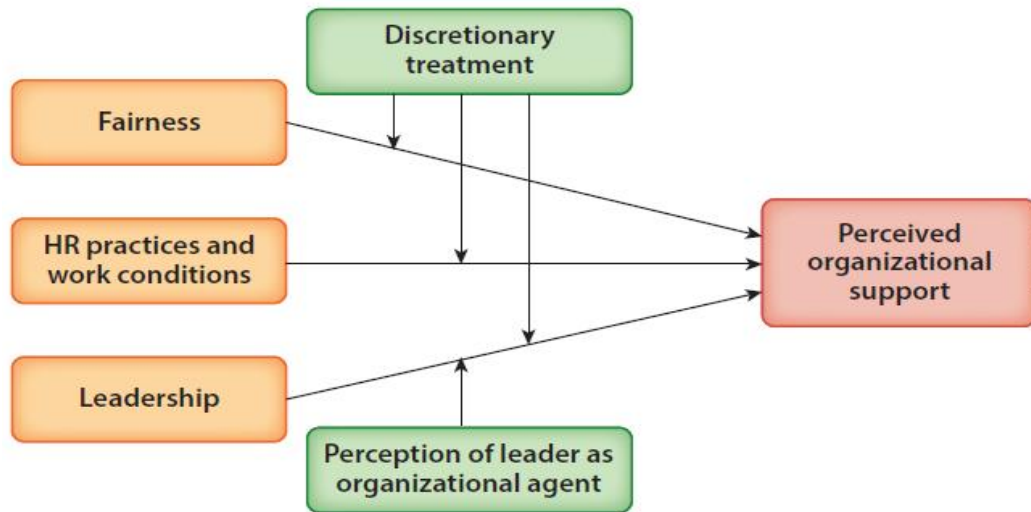 Discretionary
treatment
Fairness
HR practices and
work conditions
Perceived
organizational
support
Leadership
Perception of leader as
organizational agent